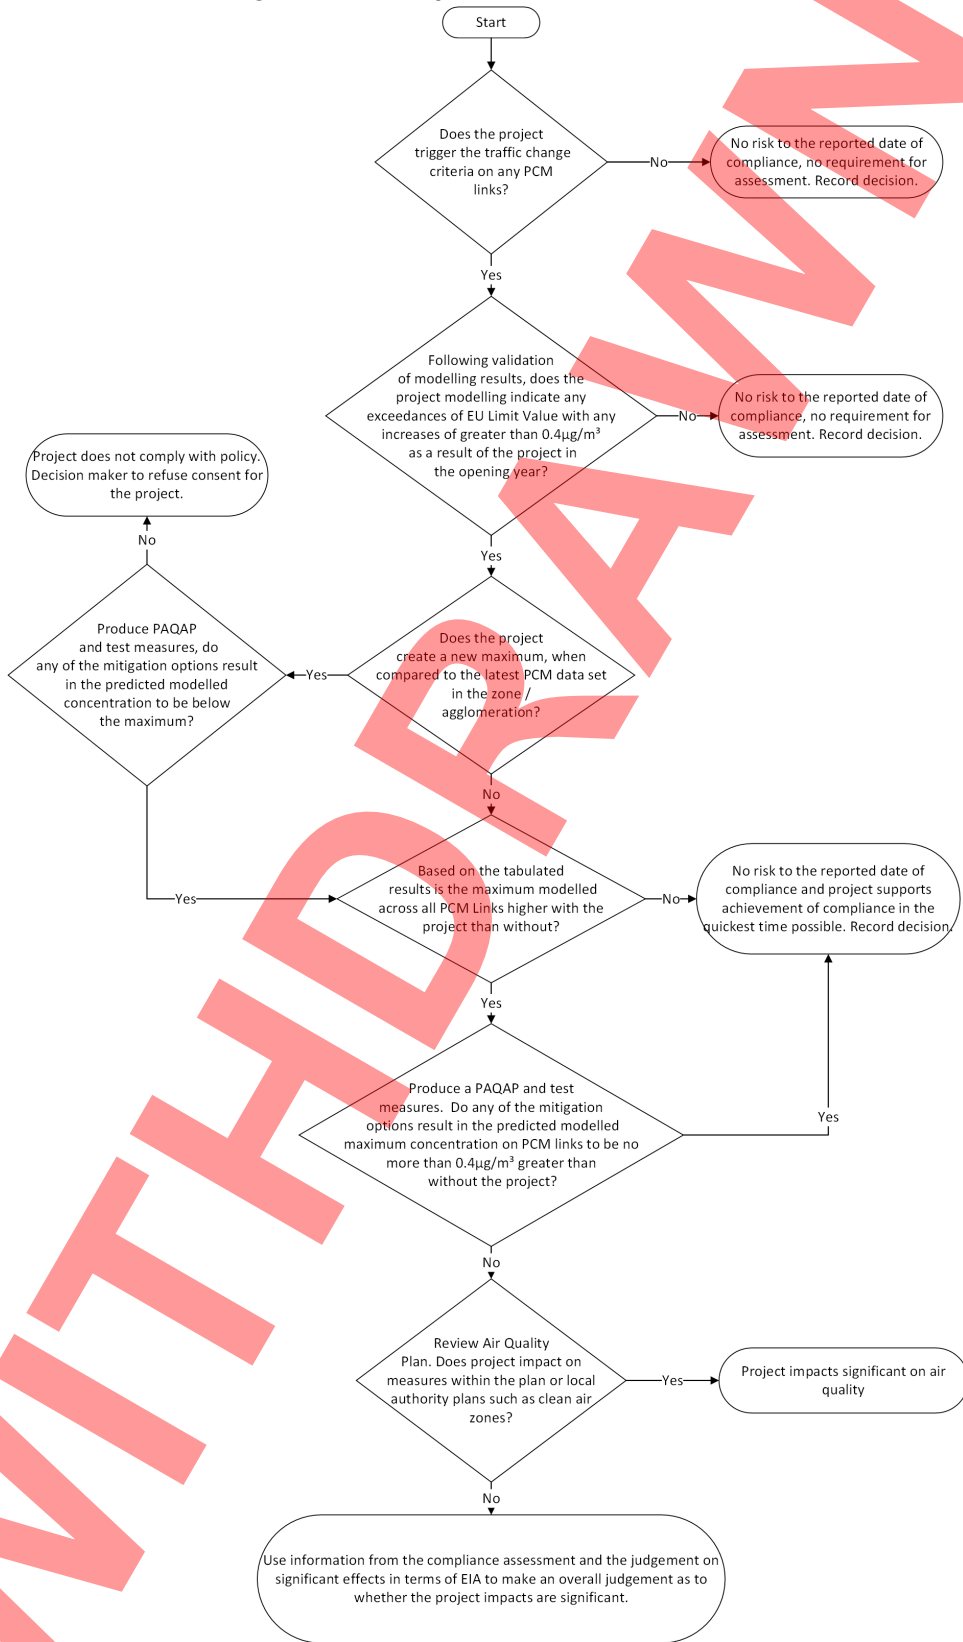 Start
Does the project
trigger the traffic change
criteria on any PCM
links?
No
No risk to the reported date of
compliance, no requirement for
assessment. Record decision.
Yes
Following validation
of modelling results, does the
project modelling indicate any
exceedances of EU Limit Value with any
increases of greater than 0.4µg/m³
as a result of the project in
the opening year?
No
No risk to the reported date of
compliance, no requirement for
assessment. Record decision.
Project does not comply with policy.
Decision maker to refuse consent for
the project.
No
Yes
Produce PAQAP
and test measures, do
any of the mitigation options result
in the predicted modelled
concentration to be below
the maximum?
Yes
Does the project
create a new maximum, when
compared to the latest PCM data set
in the zone /
agglomeration?
No
Yes
Based on the tabulated
results is the maximum modelled
across all PCM Links higher with the
project than without?
No
No risk to the reported date of
compliance and project supports
achievement of compliance in the
quickest time possible. Record decision.
Yes
Produce a PAQAP and test
measures.  Do any of the mitigation
options result in the predicted modelled
maximum concentration on PCM links to be no
more than 0.4µg/m³ greater than
without the project?
Yes
No
Review Air Quality
Plan. Does project impact on
measures within the plan or local
authority plans such as clean air
zones?
Yes
Project impacts significant on air
quality
No
Use information from the compliance assessment and the judgement on
significant effects in terms of EIA to make an overall judgement as to
whether the project impacts are significant.
WITHDRAWN